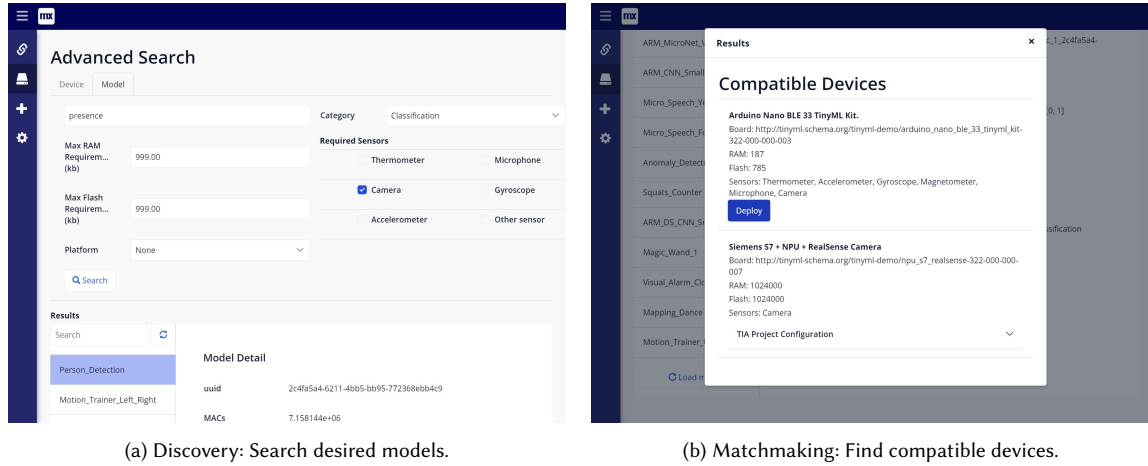 mx
Advanced Search
Device Model
presence
Category Classification
Max RAM
Requirem...
(kb)
999.00
Required Sensors
Thermometer Microphone
Camera Gyroscope
Accelerometer Other sensor
Max Flash
Requirem...
(kb)
999.00
Platform None
Search
Results
Search
Person_Detection
Motion_Trainer_Left_Right
Model Detail
uuid 2c4fa5a4-6211-4bb5-bb95-772368ebb4c9
MACs 7.158144e+06
(a) Discovery: Search desired models.
mx
ARM_MicroNet_
ARM_CNN_Small
Micro_Speech_Ye
Micro_Speech_Fo
Anomaly_Detect
Squats_Counter
ARM_DS_CNN_S
Magic_Wand_1
Visual_Alarm_Clo
Mapping_Dance
Motion_Trainer_
Load m
_1_2c4fa5a4-
[0, 1]
ssification
Results ×
Compatible Devices
Arduino Nano BLE 33 TinyML Kit.
Board: http://tinyml-schema.org/tinyml-demo/arduino_nano_ble_33_tinyml_kit-
322-000-000-003
RAM: 187
Flash: 785
Sensors: Thermometer, Accelerometer, Gyroscope, Magnetometer,
Microphone, Camera
Deploy
Siemens S7 + NPU + RealSense Camera
Board: http://tinyml-schema.org/tinyml-demo/npu_s7_realsense-322-000-000-
007
RAM: 1024000
Flash: 1024000
Sensors: Camera
TIA Project Configuration
(b) Matchmaking: Find compatible devices.